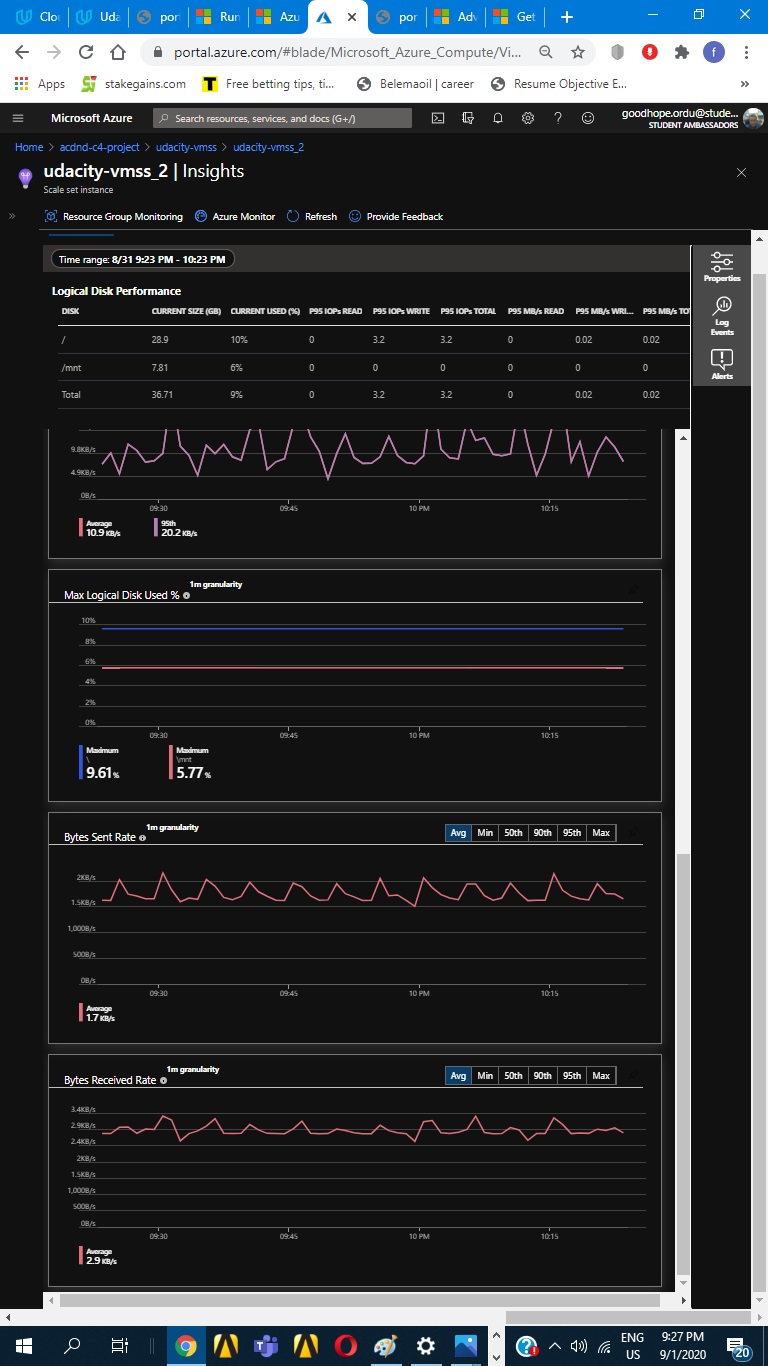 Clo
Uda
por
Rur
Azu
por
Adv
Get
portal.azure.com/#blade/Microsoft_Azure_Compute/Vi...
f
Apps
stakegains.com
Free betting tips, ti...
Belemaoil | career
Resume Objective E...
Microsoft Azure
Search resources, services, and docs (G+/)
goodhope.ordu@stude...
STUDENT AMBASSADORS
Home > acdnd-c4-project > udacity-vmss > udacity-vmss_2
udacity-vmss_2 | Insights
Scale set instance
Resource Group Monitoring
Azure Monitor
Refresh
Provide Feedback
Time range: 8/31 9:23 PM - 10:23 PM
Properties
Log
Events
Alerts
Logical Disk Performance
DISK CURRENT SIZE (GB) CURRENT USED (%) P95 IOPs READ P95 IOPs WRITE P95 IOPs TOTAL P95 MB/s READ P95 MB/s WRI... P95 MB/s TO
/ 28.9 10% 0 3.2 3.2 0 0.02 0.02
/mnt 7.81 6% 0 0 0 0 0 0
Total 36.71 9% 0 3.2 3.2 0 0.02 0.02
9.8KB/s
4.9KB/s
0B/s
09:30 09:45 10 PM 10:15
Average
10.9 KB/s
95th
20.2 KB/s
1m granularity
Max Logical Disk Used %
10%
8%
6%
4%
2%
0%
09:30 09:45 10 PM 10:15
Maximum
\
9.61 %
Maximum
\mnt
5.77 %
1m granularity
Bytes Sent Rate
Avg Min 50th 90th 95th Max
2KB/s
1.5KB/s
1,000B/s
500B/s
0B/s
09:30 09:45 10 PM 10:15
Average
1.7 KB/s
1m granularity
Bytes Received Rate
Avg Min 50th 90th 95th Max
3.4KB/s
2.9KB/s
2.4KB/s
2KB/s
1.5KB/s
1,000B/s
500B/s
0B/s
09:30 09:45 10 PM 10:15
Average
2.9 KB/s
ENG
US
9:27 PM
9/1/2020
20